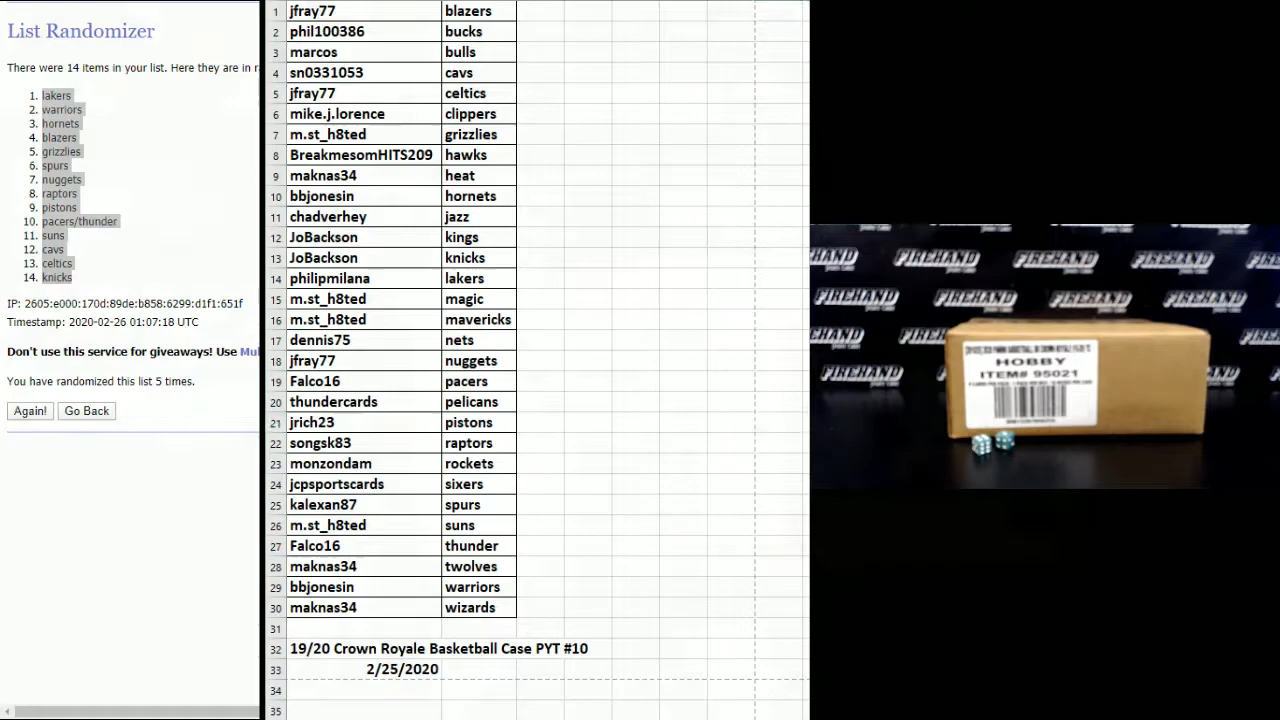 List Randomizer
There were 14 items in your list. Here they are in ra
1. lakers
2. warriors
3. hornets
4. blazers
5. grizzlies
6. spurs
7. nuggets
8. raptors
9. pistons
10. pacers/thunder
11. suns
12. cavs
13. celtics
14. knicks
IP: 2605:e000:170d:89de:b858:6299:d1f1:651f
Timestamp: 2020-02-26 01:07:18 UTC
Don't use this service for giveaways! Use Mul
You have randomized this list 5 times.
Again! Go Back
1 jfray77 blazers
2 phil100386 bucks
3 marcos bulls
4 sn0331053 cavs
5 jfray77 celtics
6 mike.j.lorence clippers
7 m.st_h8ted grizzlies
8 BreakmesomHITS209 hawks
9 maknas34 heat
10 bbjonesin hornets
11 chadverhey jazz
12 JoBackson kings
13 JoBackson knicks
14 philipmilana lakers
15 m.st_h8ted magic
16 m.st_h8ted mavericks
17 dennis75 nets
18 jfray77 nuggets
19 Falco16 pacers
20 thundercards pelicans
21 jrich23 pistons
22 songsk83 raptors
23 monzondam rockets
24 jcpsportscards sixers
25 kalexan87 spurs
26 m.st_h8ted suns
27 Falco16 thunder
28 maknas34 twolves
29 bbjonesin warriors
30 maknas34 wizards
31
32 19/20 Crown Royale Basketball Case PYT #10
33 2/25/2020
34
35
FIREHAND FIREHAND FIREHAND
FIREHAND FIREHAND FIREHAND
HOBBY
ITEM# 95021